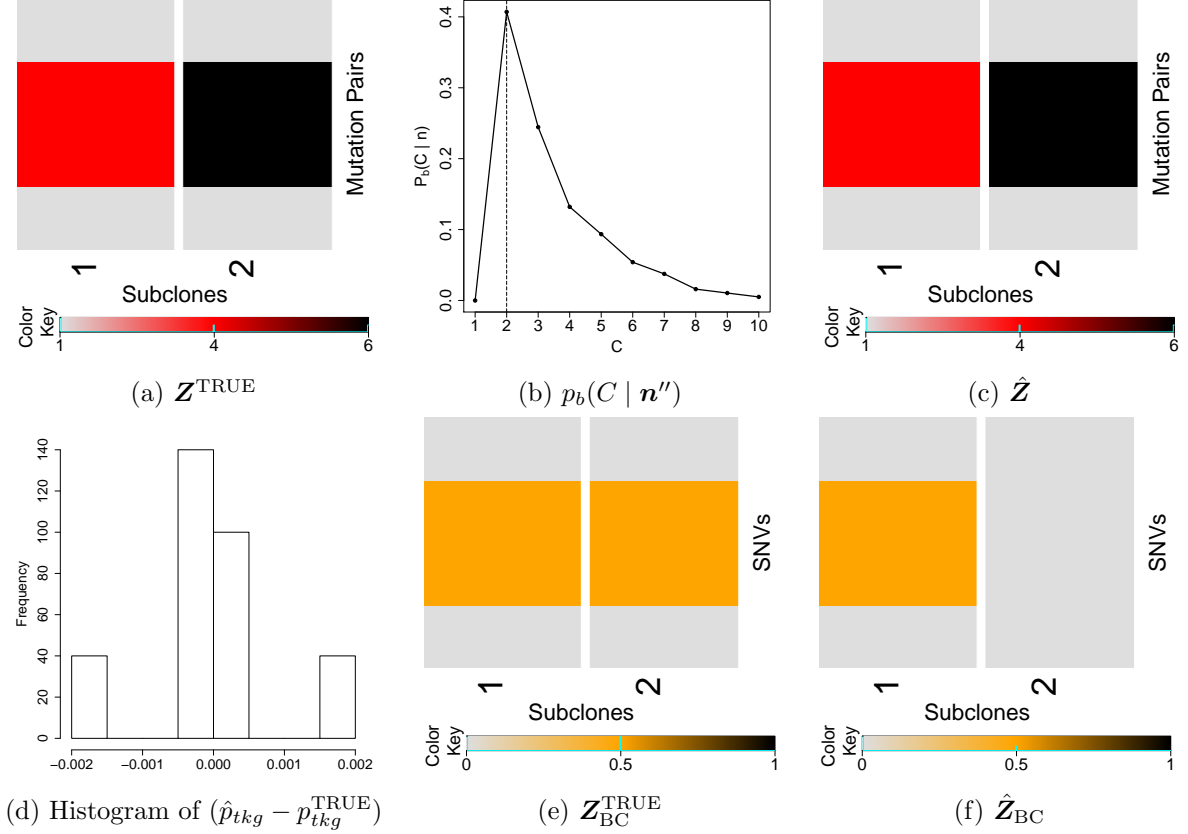 Mutation Pairs
1
2
Subclones
Color
Key
1
4
6
(a) Z^TRUE
P_b(C | n)
0.4
0.3
0.2
0.1
0.0
1 2 3 4 5 6 7 8 9 10
C
(b) p_b(C | n′′)
Mutation Pairs
1
2
Subclones
Color
Key
1
4
6
(c) Ẑ
Frequency
140
120
100
80
60
40
20
0
−0.002 −0.001 0.000 0.001 0.002
(d) Histogram of (p̂_tkg − p_tkg^TRUE)
SNVs
1
2
Subclones
Color
Key
0
0.5
1
(e) Z_BC^TRUE
SNVs
1
2
Subclones
Color
Key
0
0.5
1
(f) Ẑ_BC